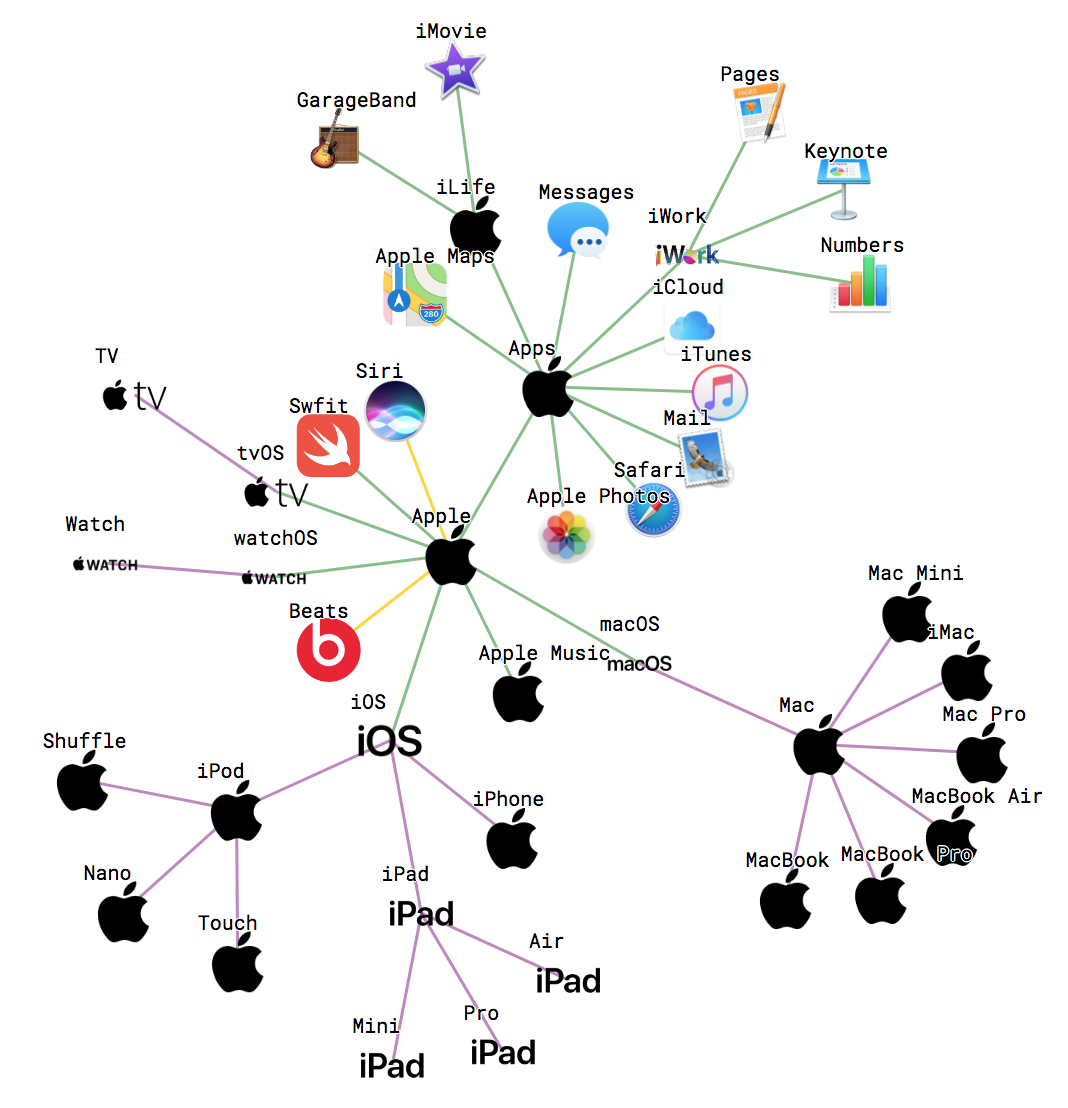 iMovie
GarageBand
Pages
PAGES
Keynote
iLife
Messages
iWork
Numbers
Apple Maps
iWork
iCloud
280
Apps
iTunes
TV
tv
Siri
Swfit
Mail
tvOS
tv
Safari
Apple Photos
Apple
Watch
WATCH
watchOS
WATCH
Beats
b
macOS
macOS
Apple Music
Mac Mini
iMac
Mac
Mac Pro
iOS
iOS
Shuffle
iPod
iPhone
MacBook Air
MacBook
MacBook Pro
Nano
iPad
iPad
Touch
Air
iPad
Mini
iPad
Pro
iPad